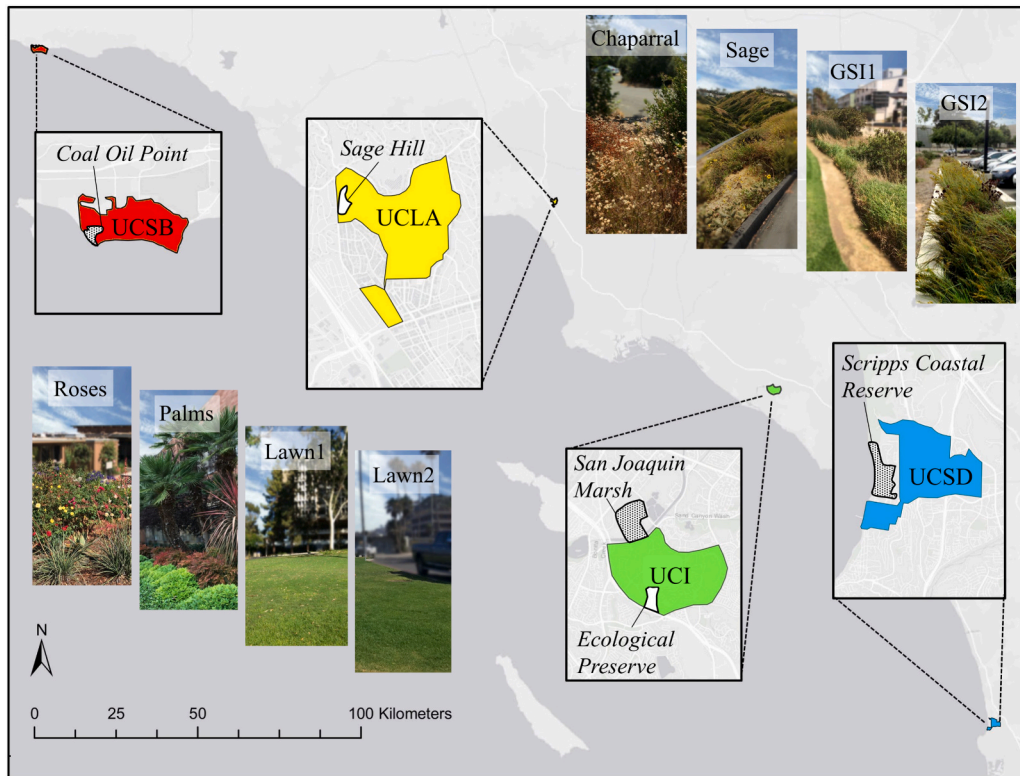 Chaparral
Sage
GSI1
GSI2
Coal Oil Point
UCSB
Sage Hill
UCLA
Scripps Coastal
Reserve
UCSD
Roses
Palms
Lawn1
Lawn2
San Joaquin
Marsh
UCI
Ecological
Preserve
N
0 25 50 100 Kilometers